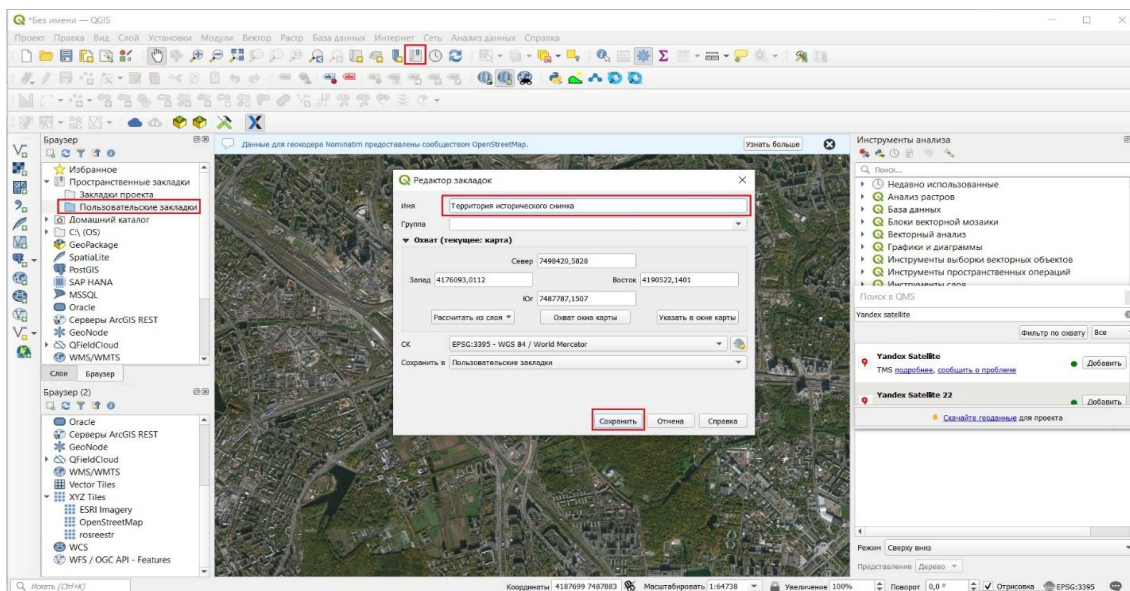 *Без имени — QGIS
Проект Правка Вид Слой Установки Модули Вектор Растр База данных Интернет Сеть Анализ данных Справка
Браузер
Избранное
Пространственные закладки
Закладки проекта
Пользовательские закладки
Домашний каталог
C:\ (OS)
GeoPackage
SpatiaLite
PostGIS
SAP HANA
MSSQL
Oracle
Серверы ArcGIS REST
GeoNode
QFieldCloud
WMS/WMTS
Слои Браузер
Браузер (2)
Oracle
Серверы ArcGIS REST
GeoNode
QFieldCloud
WMS/WMTS
Vector Tiles
XYZ Tiles
ESRI Imagery
OpenStreetMap
rosreestr
WCS
WFS / OGC API - Features
Данные для геокодера Nominatim предоставлены сообществом OpenStreetMap. Узнать больше
Редактор закладок
Имя Территория исторического снимка
Группа
Охват (текущее: карта)
Север 7498420,5828
Запад 4176093,0112 Восток 4190522,1401
Юг 7487787,1507
Рассчитать из слоя Охват окна карты Указать в окне карты
СК EPSG:3395 - WGS 84 / World Mercator
Сохранить в Пользовательские закладки
Сохранить Отмена Справка
Инструменты анализа
Поиск...
Недавно использованные
Анализ растров
База данных
Блоки векторной мозаики
Векторный анализ
Графики и диаграммы
Инструменты выборки векторных объектов
Инструменты пространственных операций
Инструменты слоя
Поиск в QMS
Yandex satellite
Фильтр по охвату Все
Yandex Satellite
TMS подробнее, сообщить о проблеме
Добавить
Yandex Satellite 22
Добавить
Скачайте геоданные для проекта
Режим Сверху вниз
Представление Дерево
Искать (Ctrl+K) Координаты 4187699 7487883 Масштабировать 1:64738 Увеличение 100% Поворот 0,0 ° Отрисовка EPSG:3395